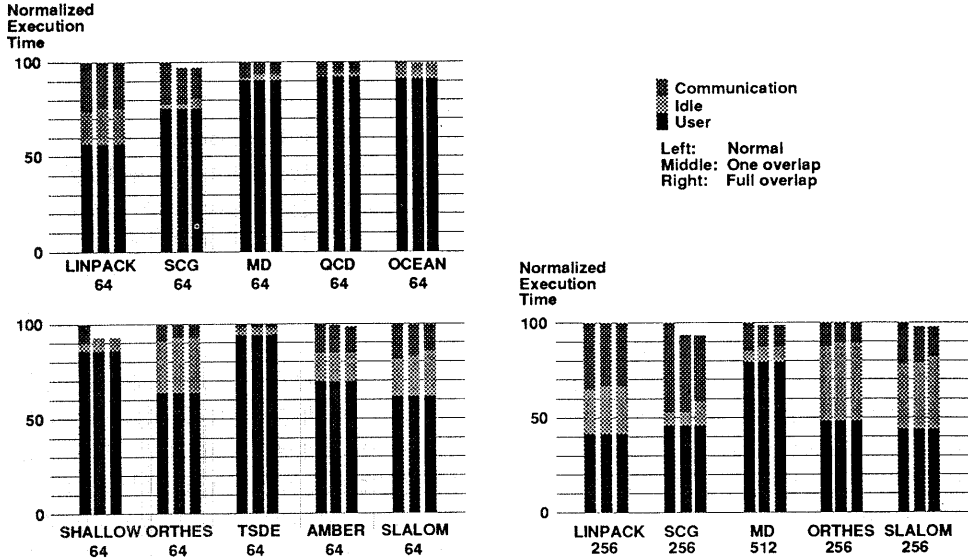 Normalized
Execution
Time
100
50
0
LINPACK SCG MD QCD OCEAN
64 64 64 64 64
Communication
Idle
User
Left: Normal
Middle: One overlap
Right: Full overlap
100
50
0
SHALLOW ORTHES TSDE AMBER SLALOM
64 64 64 64 64
Normalized
Execution
Time
100
50
0
LINPACK SCG MD ORTHES SLALOM
256 256 512 256 256